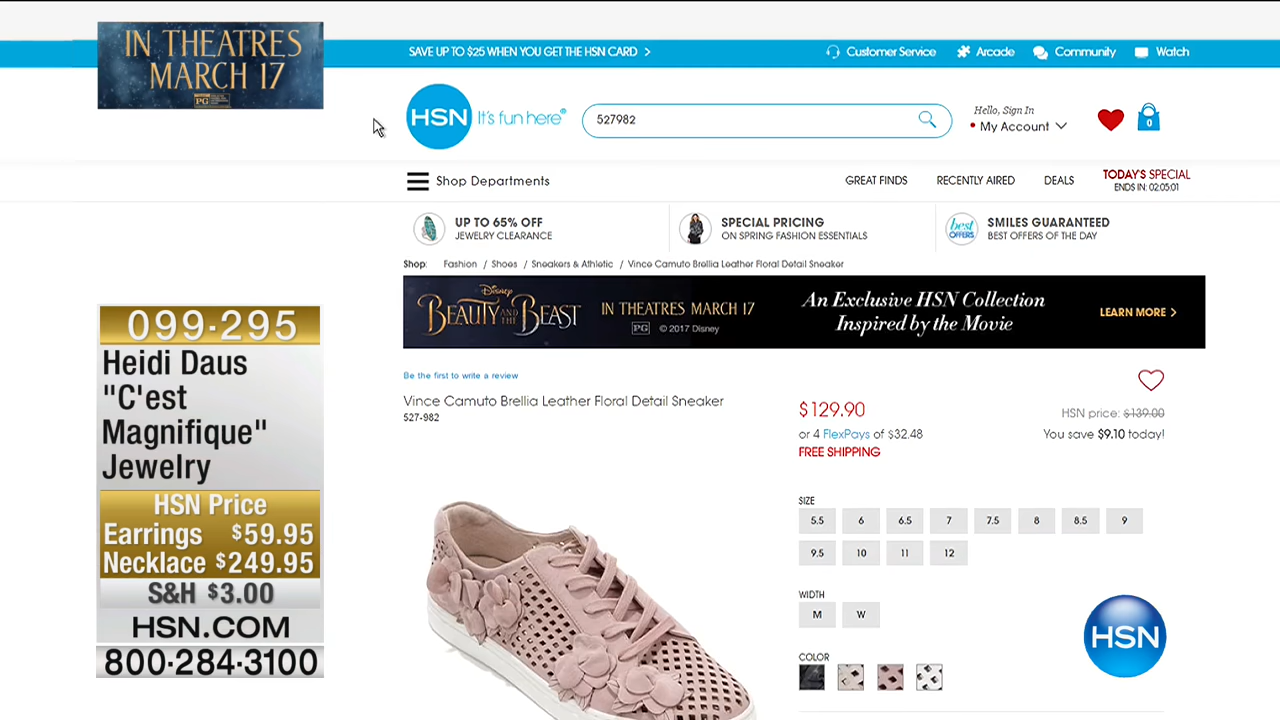 IN THEATRES
MARCH 17
PG
SAVE UP TO $25 WHEN YOU GET THE HSN CARD >
Customer Service
Arcade
Community
Watch
HSN It's fun here®
527982
Hello, Sign In
My Account
0
Shop Departments
GREAT FINDS
RECENTLY AIRED
DEALS
TODAY'S SPECIAL
ENDS IN: 02:05:01
UP TO 65% OFF
JEWELRY CLEARANCE
SPECIAL PRICING
ON SPRING FASHION ESSENTIALS
best
OFFERS
SMILES GUARANTEED
BEST OFFERS OF THE DAY
Shop: Fashion / Shoes / Sneakers & Athletic / Vince Camuto Brellia Leather Floral Detail Sneaker
Disney
BEAUTY AND THE BEAST
IN THEATRES MARCH 17
PG © 2017 Disney
An Exclusive HSN Collection
Inspired by the Movie
LEARN MORE >
099-295
Heidi Daus
"C'est
Magnifique"
Jewelry
HSN Price
Earrings $59.95
Necklace $249.95
S&H $3.00
HSN.COM
800-284-3100
Be the first to write a review
Vince Camuto Brellia Leather Floral Detail Sneaker
527-982
$129.90
HSN price: $139.00
or 4 FlexPays of $32.48
You save $9.10 today!
FREE SHIPPING
SIZE
5.5 6 6.5 7 7.5 8 8.5 9
9.5 10 11 12
WIDTH
M W
COLOR
HSN